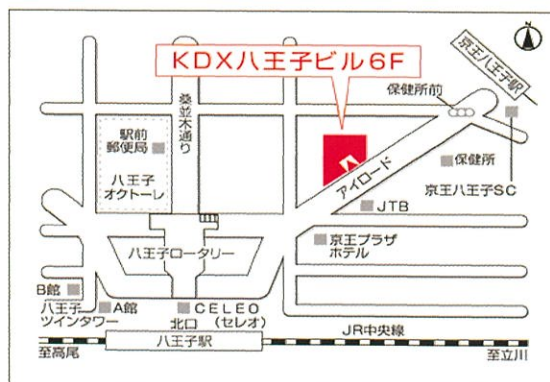 N
京王八王子駅
KDX八王子ビル6F
保健所前
桑並木通り
駅前
郵便局
八王子
オクトーレ
保健所
アイロード
京王八王子SC
JTB
京王プラザ
ホテル
八王子ロータリー
B館
八王子
ツインタワー
A館
CELEO
北口 (セレオ)
JR中央線
至高尾
八王子駅
至立川